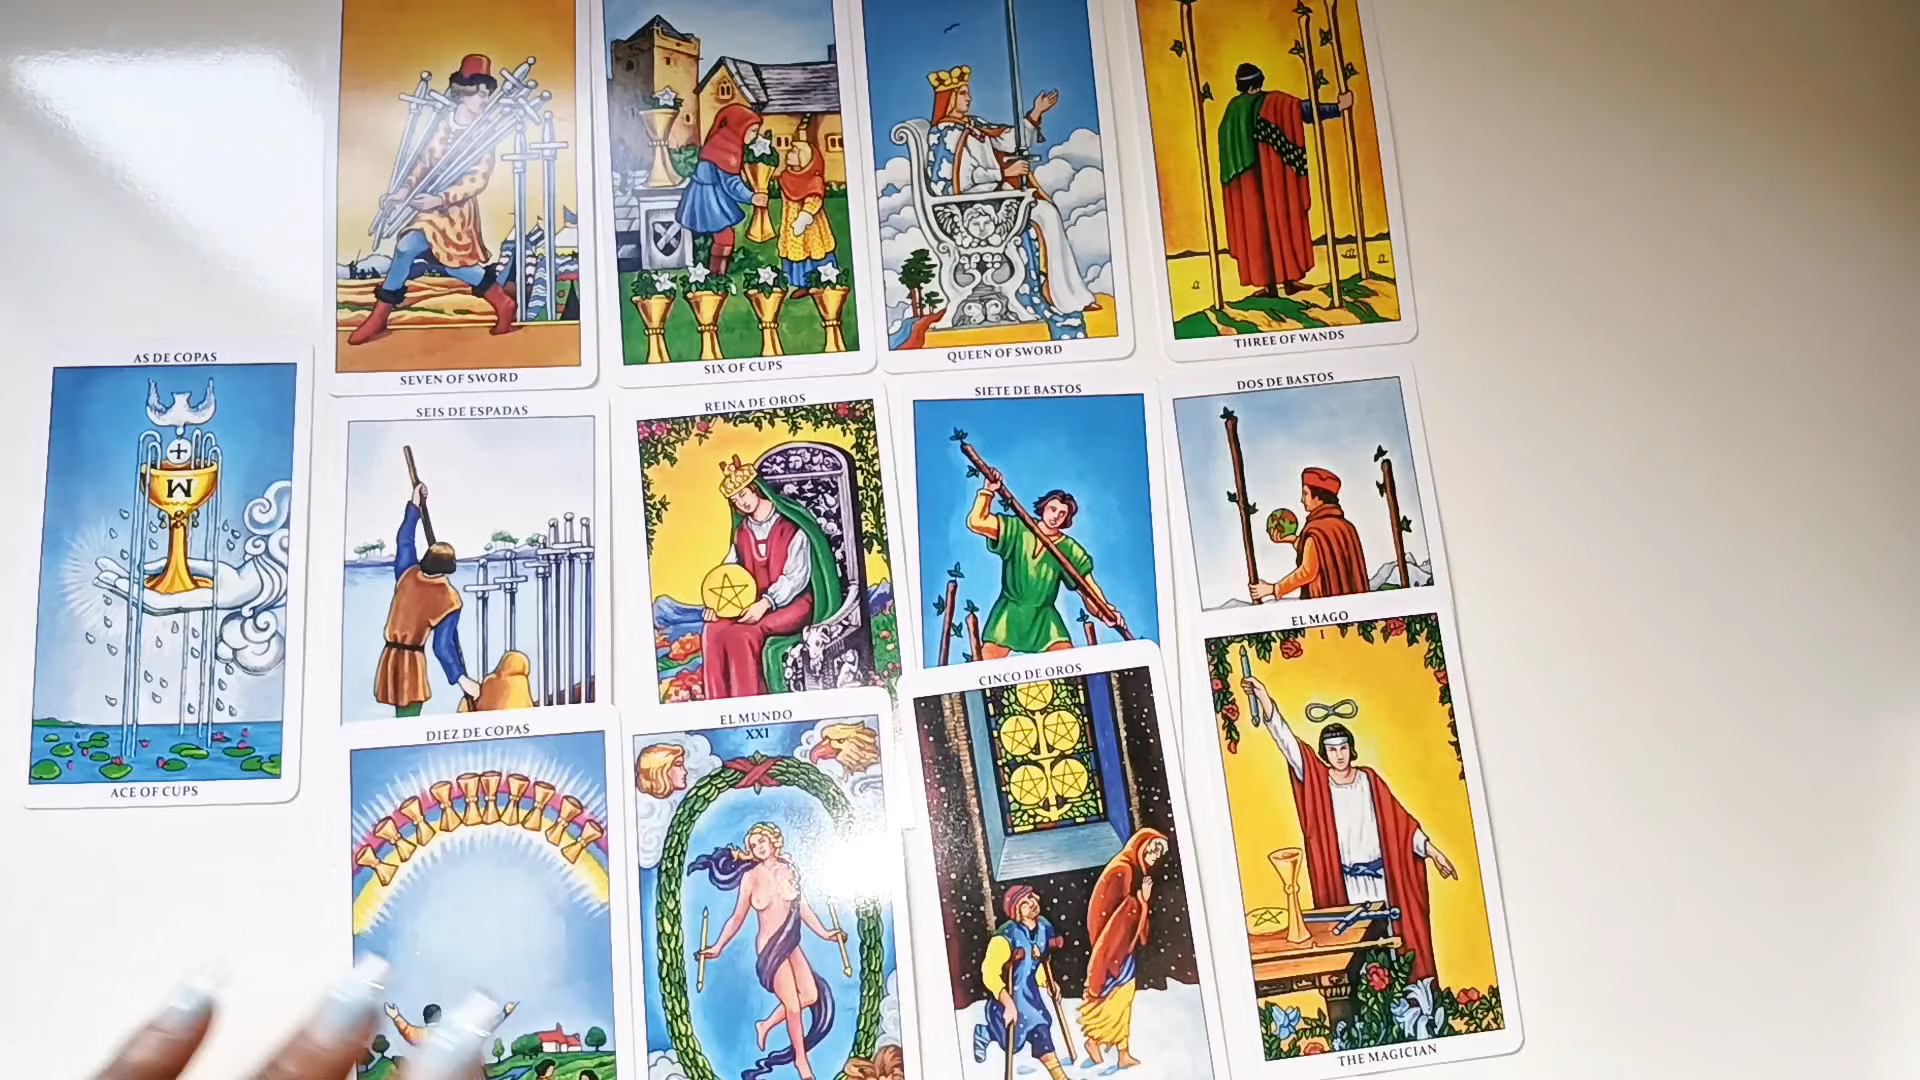 SEVEN OF SWORD
SIX OF CUPS
QUEEN OF SWORD
THREE OF WANDS
AS DE COPAS
ACE OF CUPS
SEIS DE ESPADAS
REINA DE OROS
SIETE DE BASTOS
DOS DE BASTOS
DIEZ DE COPAS
EL MUNDO
XXI
CINCO DE OROS
EL MAGO
I
THE MAGICIAN